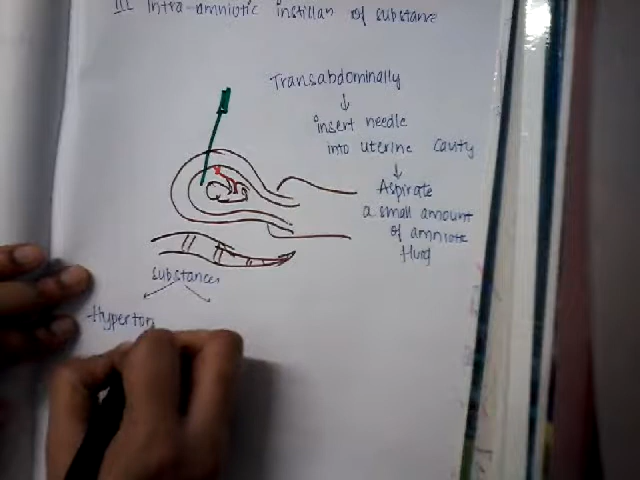 III Intra-amniotic instillan of substance
Transabdominally
insert needle
into uterine cavity
Aspirate
a small amount
of amniotic
fluid
substances
-Hyperton